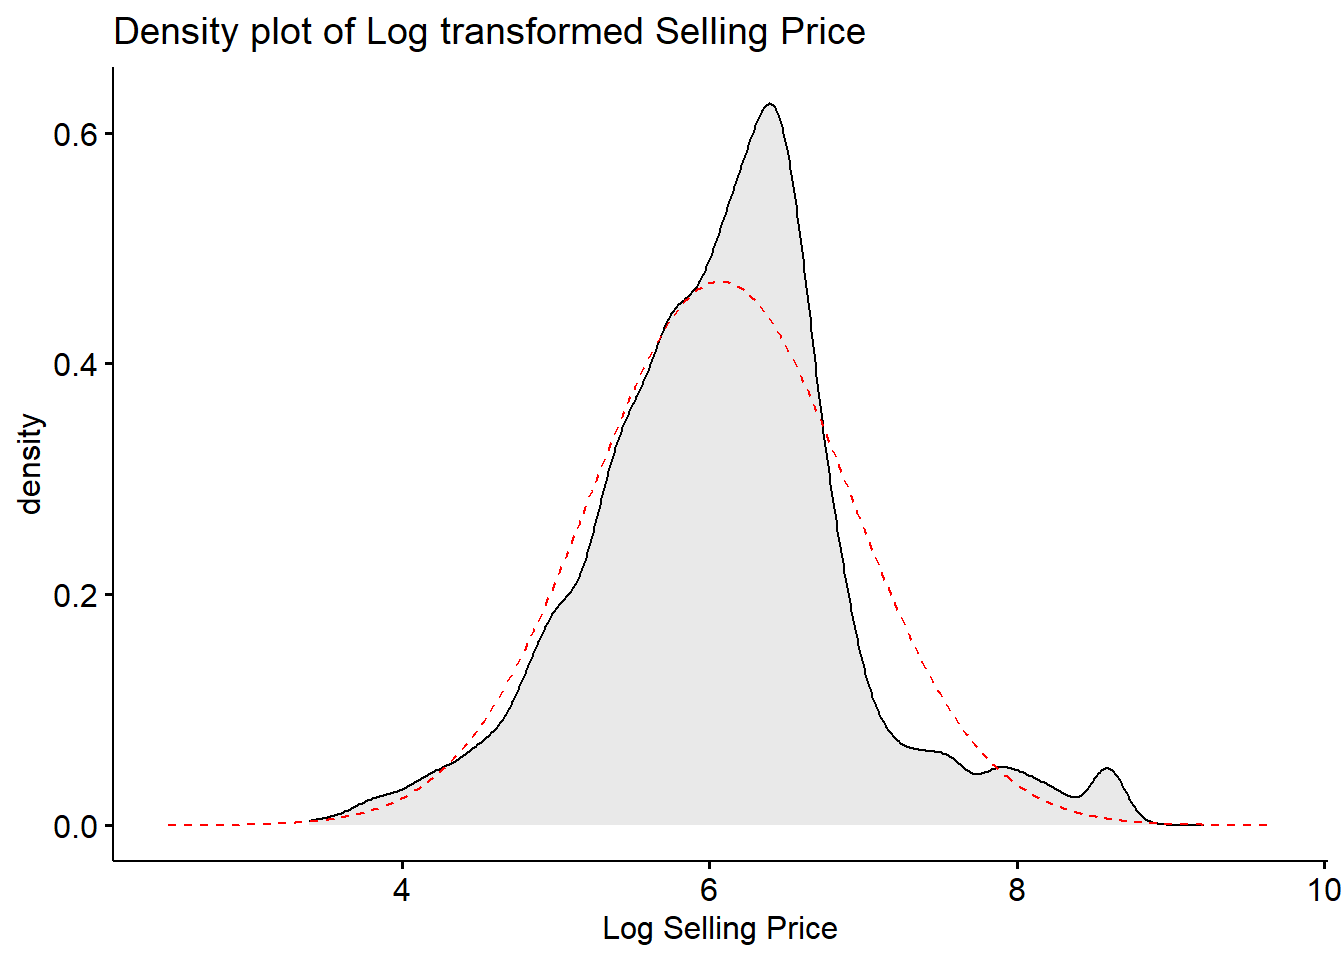 Density plot of Log transformed Selling Price
0.6
0.4
0.2
0.0
density
4 6 8 10
Log Selling Price